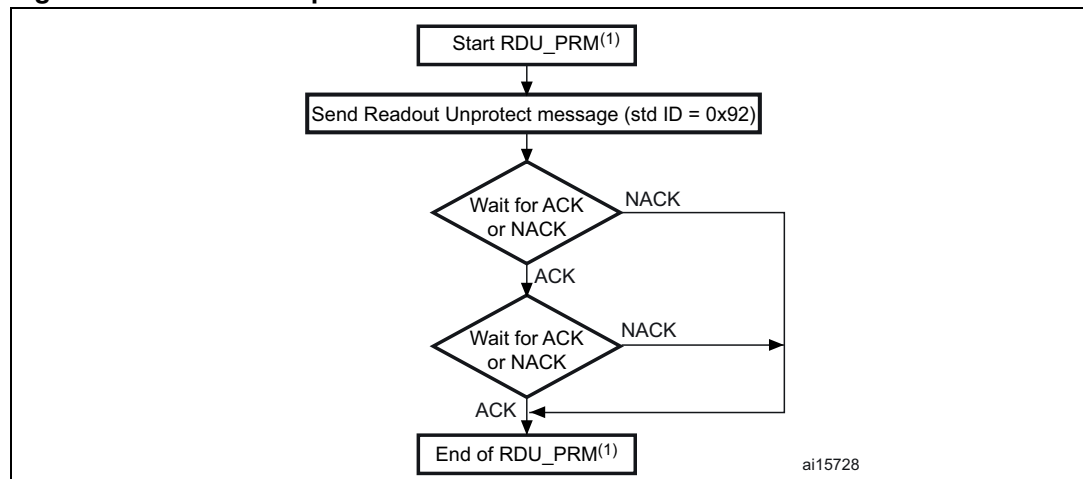 Start RDU_PRM(1)
Send Readout Unprotect message (std ID = 0x92)
Wait for ACK
or NACK
NACK
ACK
Wait for ACK
or NACK
NACK
ACK
End of RDU_PRM(1)
ai15728